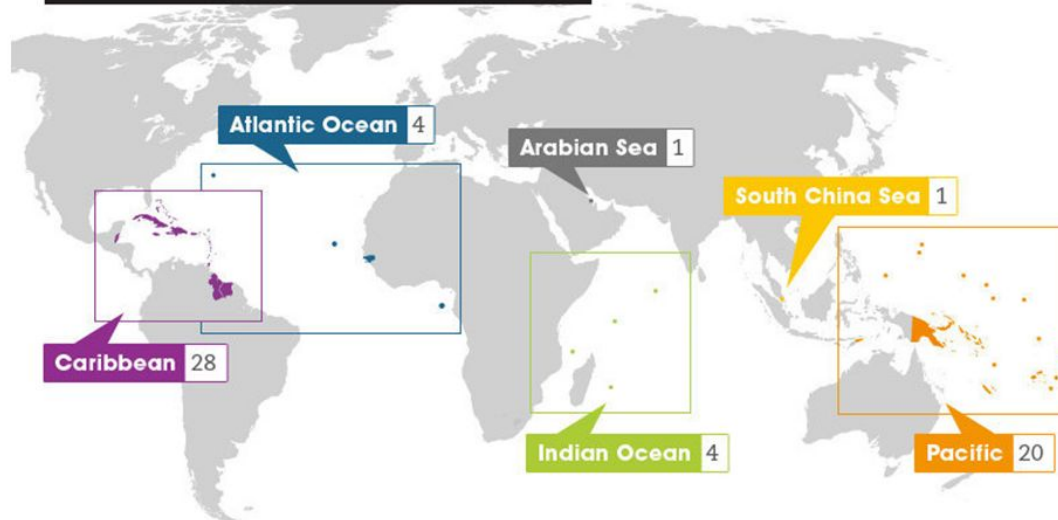 Atlantic Ocean 4
Arabian Sea 1
South China Sea 1
Caribbean 28
Indian Ocean 4
Pacific 20